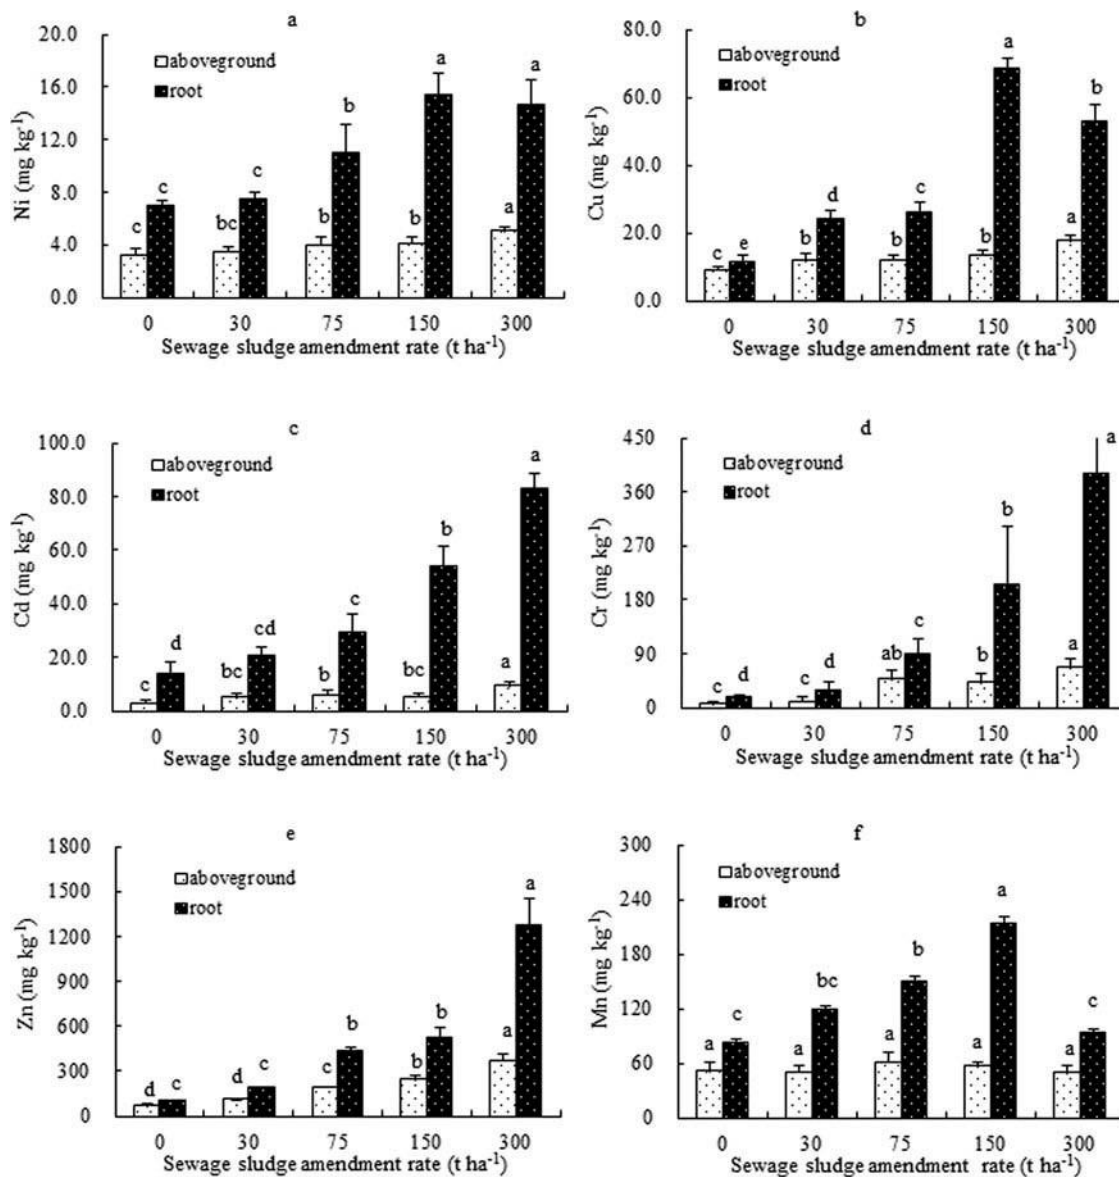 a
20.0
16.0
12.0
8.0
4.0
0.0
Ni (mg kg-1)
aboveground
root
c c bc c b b b a a a
0 30 75 150 300
Sewage sludge amendment rate (t ha-1)
b
80.0
60.0
40.0
20.0
0.0
Cu (mg kg-1)
aboveground
root
c e b d b c b a a b
0 30 75 150 300
Sewage sludge amendment rate (t ha-1)
c
100.0
80.0
60.0
40.0
20.0
0.0
Cd (mg kg-1)
aboveground
root
c d bc cd b c bc b a a
0 30 75 150 300
Sewage sludge amendment rate (t ha-1)
d
450
360
270
180
90
0
Cr (mg kg-1)
aboveground
root
c d c d ab c b b a a
0 30 75 150 300
Sewage sludge amendment rate (t ha-1)
e
1800
1500
1200
900
600
300
0
Zn (mg kg-1)
aboveground
root
d c d c c b b b a a
0 30 75 150 300
Sewage sludge amendment rate (t ha-1)
f
300
240
180
120
60
0
Mn (mg kg-1)
aboveground
root
a c a bc a b a a a c
0 30 75 150 300
Sewage sludge amendment rate (t ha-1)